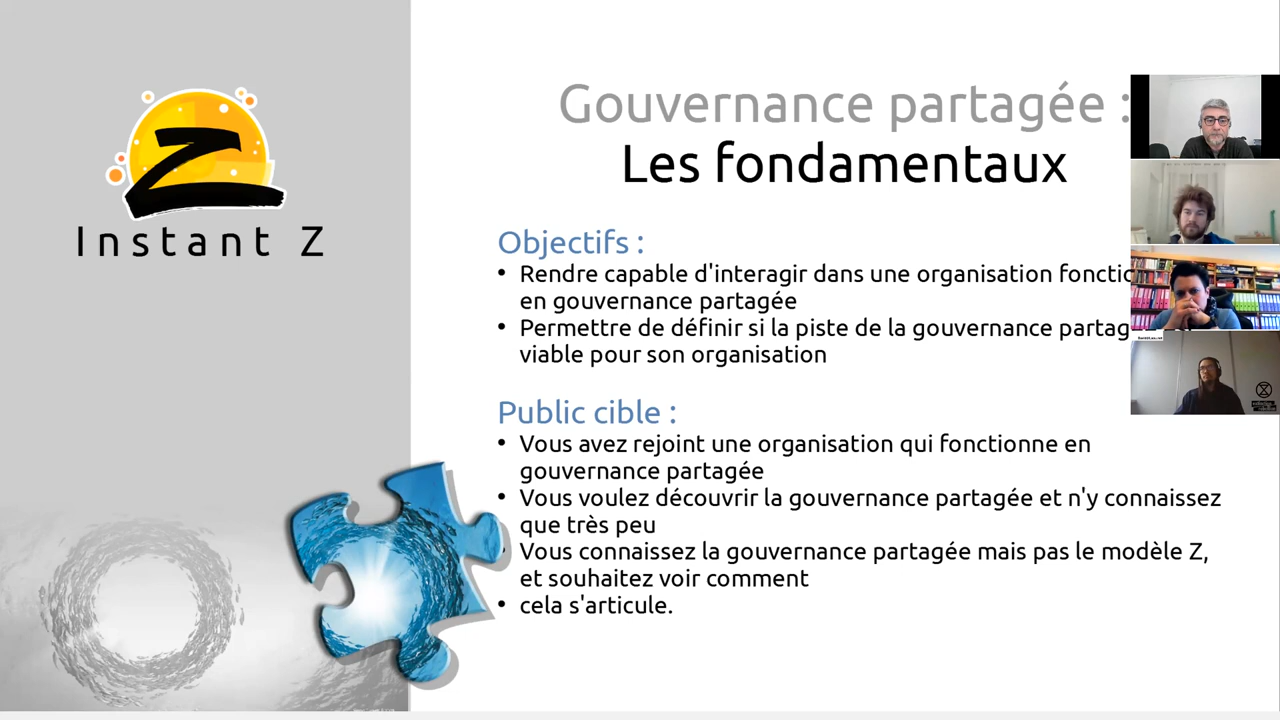 Instant Z
Gouvernance partagée :
Les fondamentaux
Objectifs :
• Rendre capable d'interagir dans une organisation fonctio
en gouvernance partagée
• Permettre de définir si la piste de la gouvernance partag
viable pour son organisation
Public cible :
• Vous avez rejoint une organisation qui fonctionne en
gouvernance partagée
• Vous voulez découvrir la gouvernance partagée et n'y connaissez
que très peu
Vous connaissez la gouvernance partagée mais pas le modèle Z,
et souhaitez voir comment
• cela s'articule.